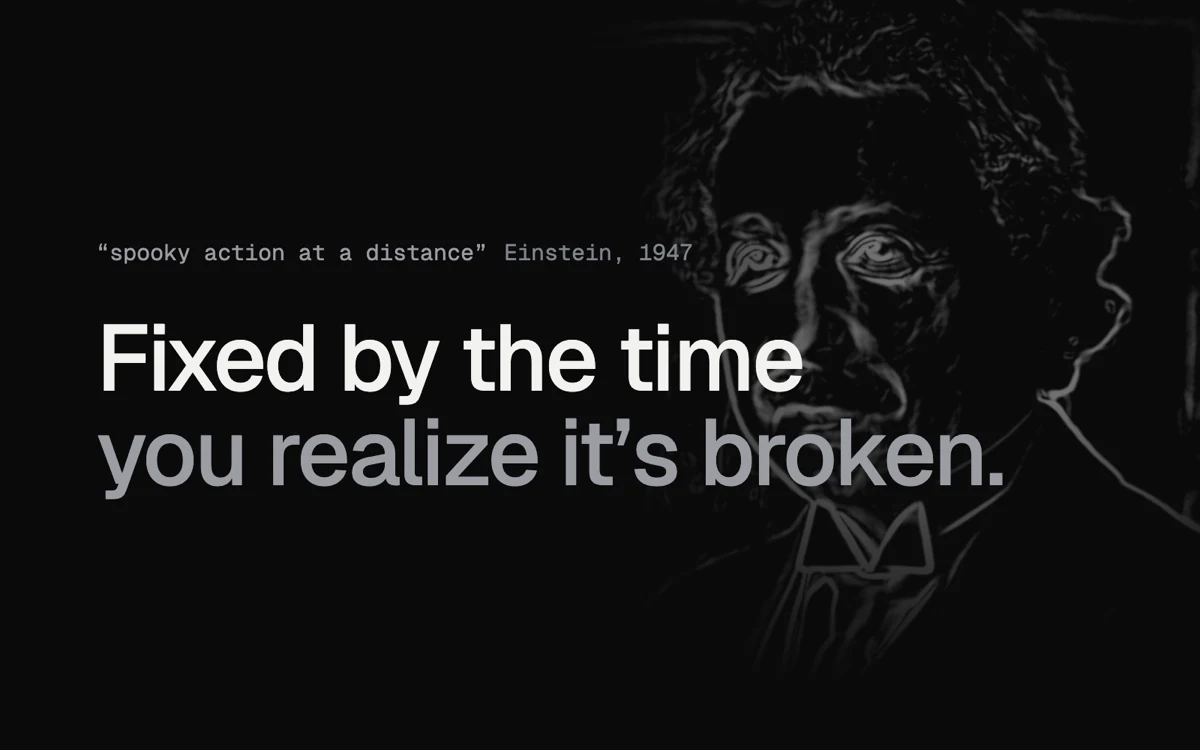 “spooky action at a distance” Einstein, 1947
Fixed by the time
you realize it’s broken.